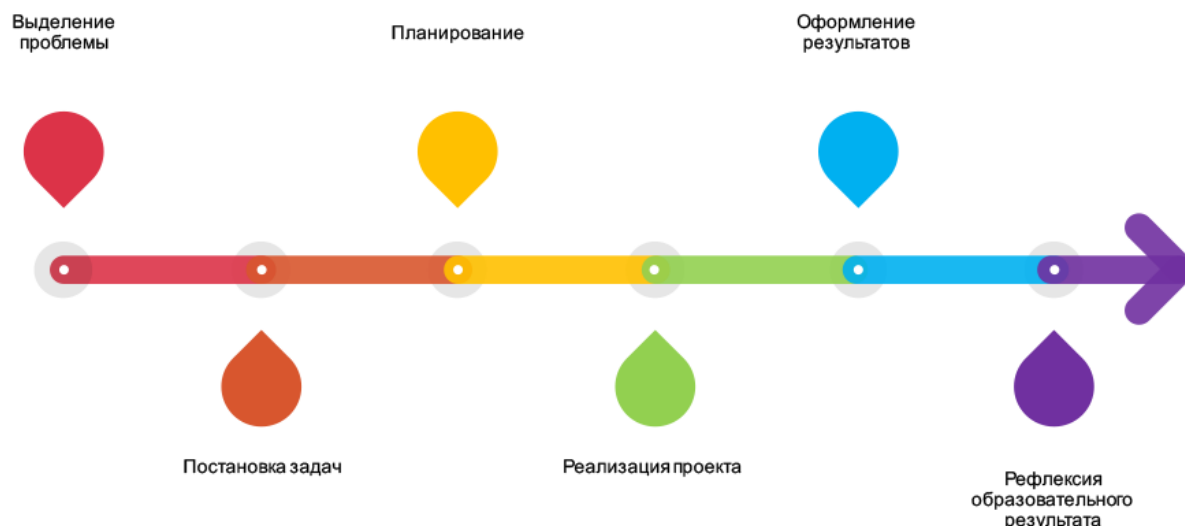 Выделение
проблемы
Планирование
Оформление
результатов
Постановка задач
Реализация проекта
Рефлексия
образовательного
результата